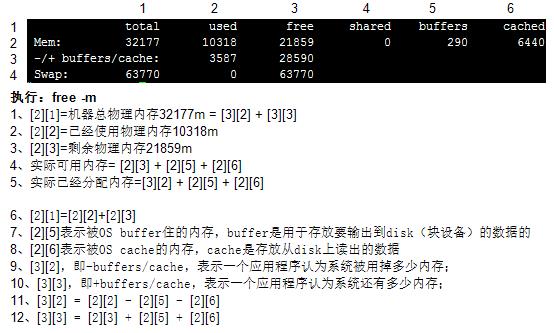 1 2 3 4 5 6
1 total used free shared buffers cached
2 Mem: 32177 10318 21859 0 290 6440
3 -/+ buffers/cache: 3587 28590
4 Swap: 63770 0 63770
执行：free -m
1、[2][1]=机器总物理内存32177m = [3][2] + [3][3]
2、[2][2]=已经使用物理内存10318m
3、[2][3]=剩余物理内存21859m
4、实际可用内存= [2][3] + [2][5] + [2][6]
5、实际已经分配内存=[3][2] + [2][5] + [2][6]
6、[2][1]=[2][2]+[2][3]
7、[2][5]表示被OS buffer住的内存，buffer是用于存放要输出到disk（块设备）的数据的
8、[2][6]表示被OS cache的内存，cache是存放从disk上读出的数据
9、[3][2]，即-buffers/cache，表示一个应用程序认为系统被用掉多少内存；
10、[3][3]，即+buffers/cache，表示一个应用程序认为系统还有多少内存；
11、[3][2] = [2][2] - [2][5] - [2][6]
12、[3][3] = [2][3] + [2][5] + [2][6]